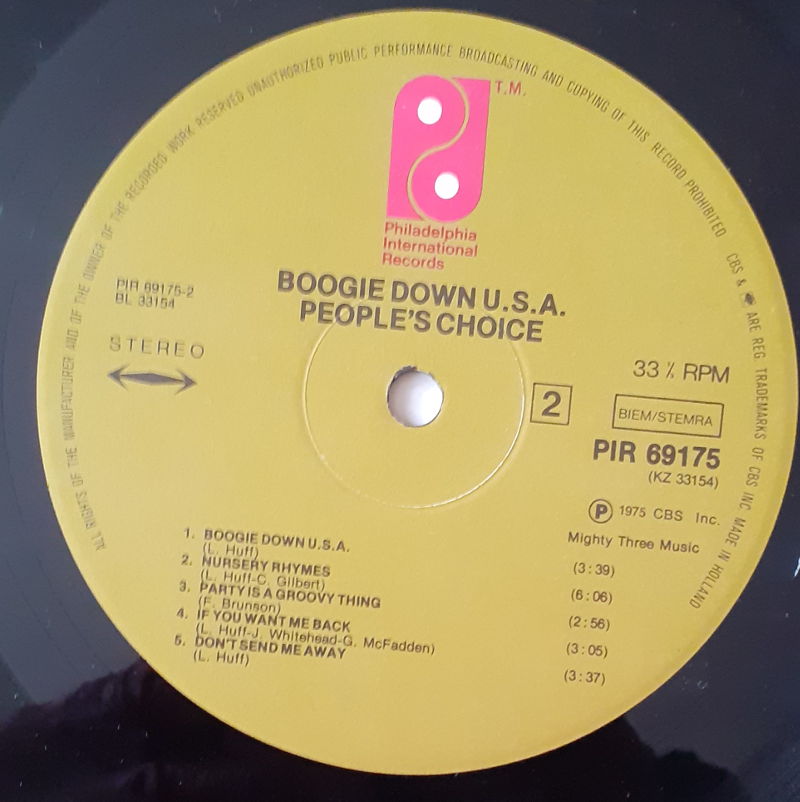 ALL RIGHTS OF THE MANUFACTURER AND OF THE OWNER OF THE RECORDED WORK RESERVED UNAUTHORIZED PUBLIC PERFORMANCE BROADCASTING AND COPYING OF THIS RECORD PROHIBITED
CBS & ARE REG. TRADEMARKS OF CBS INC. MADE IN HOLLAND
T.M.
Philadelphia
International
Records
PIR 69175-2
BL 33154
BOOGIE DOWN U.S.A.
PEOPLE'S CHOICE
STEREO
33 ⅓ RPM
2
BIEM/STEMRA
PIR 69175
(KZ 33154)
Ⓟ 1975 CBS Inc.
Mighty Three Music
1. BOOGIE DOWN U.S.A. (3:39)
(L. Huff)
2. NURSERY RHYMES (6:06)
(L. Huff-C. Gilbert)
3. PARTY IS A GROOVY THING (2:56)
(F. Brunson)
4. IF YOU WANT ME BACK (3:05)
(L. Huff-J. Whitehead-G. McFadden)
5. DON'T SEND ME AWAY (3:37)
(L. Huff)